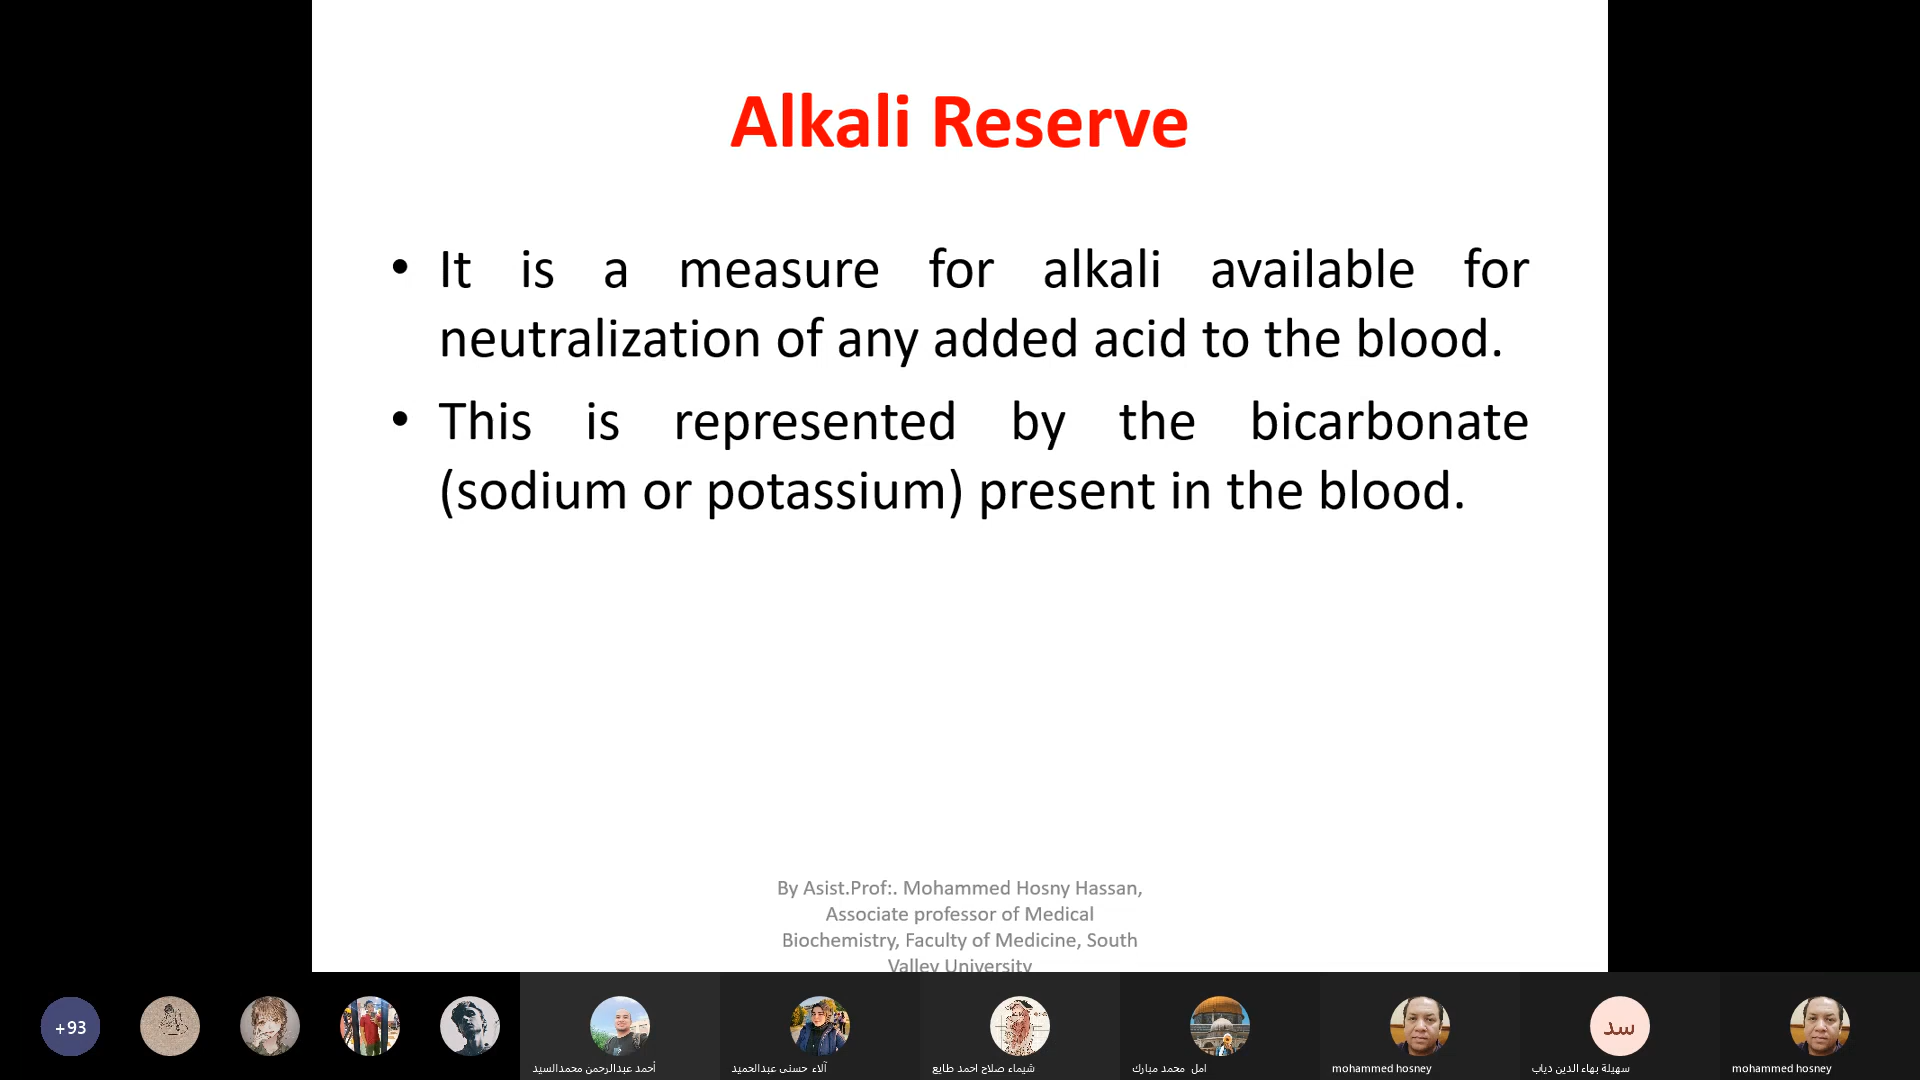 Alkali Reserve
• It is a measure for alkali available for
neutralization of any added acid to the blood.
• This is represented by the bicarbonate
(sodium or potassium) present in the blood.
By Asist.Prof:. Mohammed Hosny Hassan,
Associate professor of Medical
Biochemistry, Faculty of Medicine, South
Valley University
+93
سد
أحمد عبدالرحمن محمدالسيد
آلاء حسنى عبدالحميد
شيماء صلاح احمد طايع
امل محمد مبارك
mohammed hosney
سهيلة بهاء الدين دياب
mohammed hosney